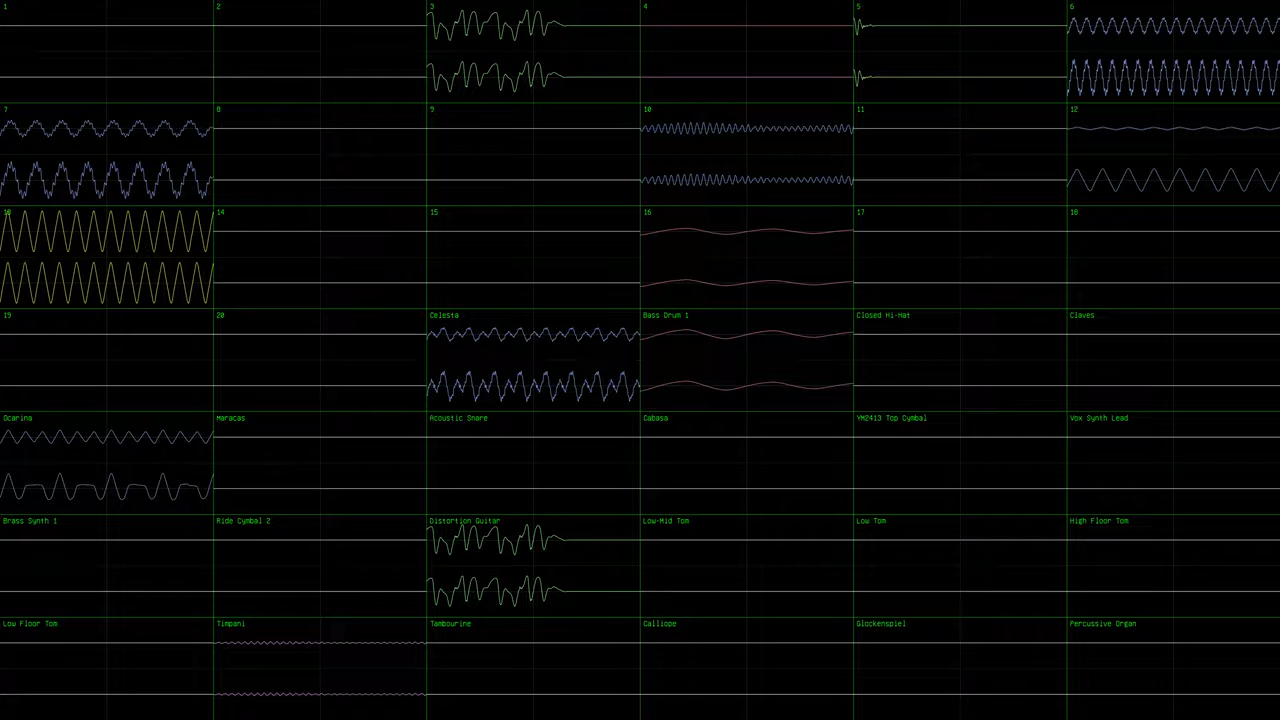 1 2 3 4 5 6
7 8 9 10 11 12
13 14 15 16 17 18
19 20 Celesta Bass Drum 1 Closed Hi-Hat Claves
Ocarina Maracas Acoustic Snare Cabasa YM2413 Top Cymbal Vox Synth Lead
Brass Synth 1 Ride Cymbal 2 Distortion Guitar Low-Mid Tom Low Tom High Floor Tom
Low Floor Tom Timpani Tambourine Calliope Glockenspiel Percussive Organ